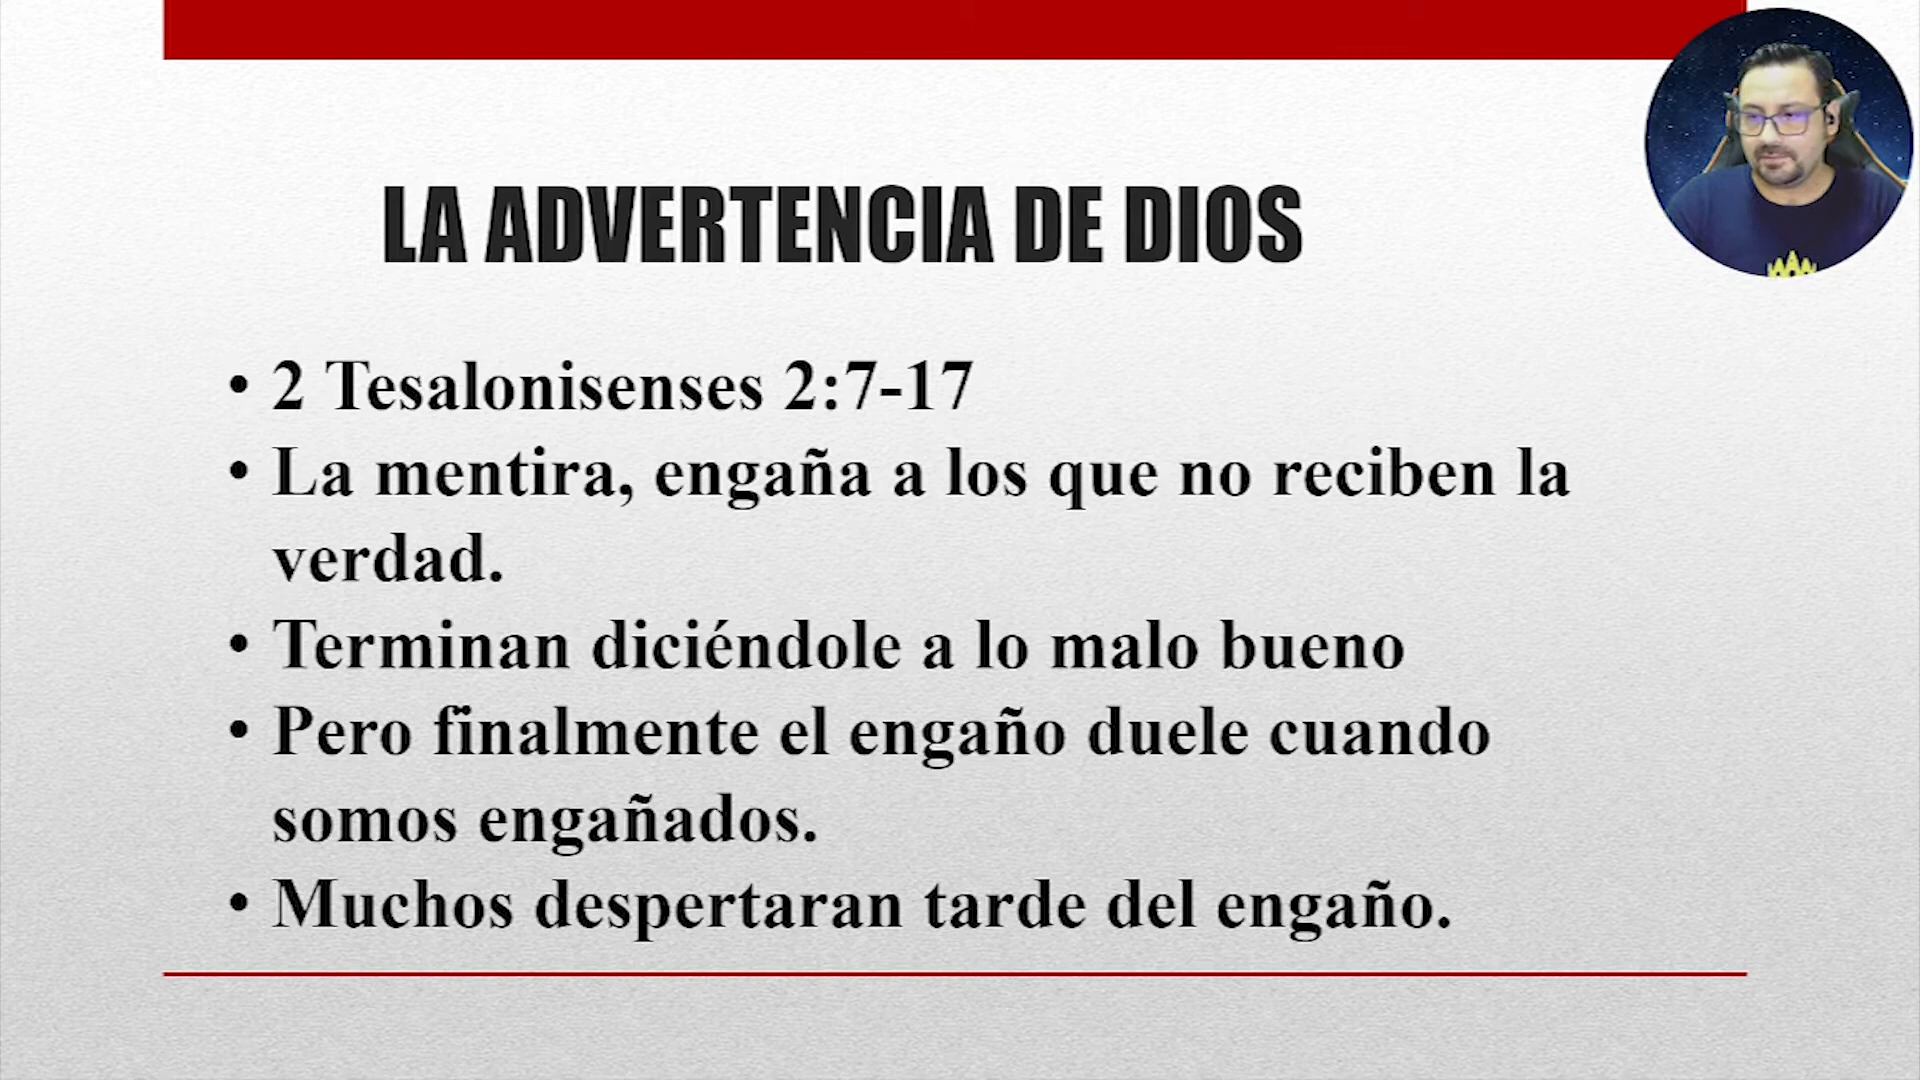 LA ADVERTENCIA DE DIOS
• 2 Tesalonisenses 2:7-17
• La mentira, engaña a los que no reciben la
verdad.
• Terminan diciéndole a lo malo bueno
• Pero finalmente el engaño duele cuando
somos engañados.
• Muchos despertaran tarde del engaño.